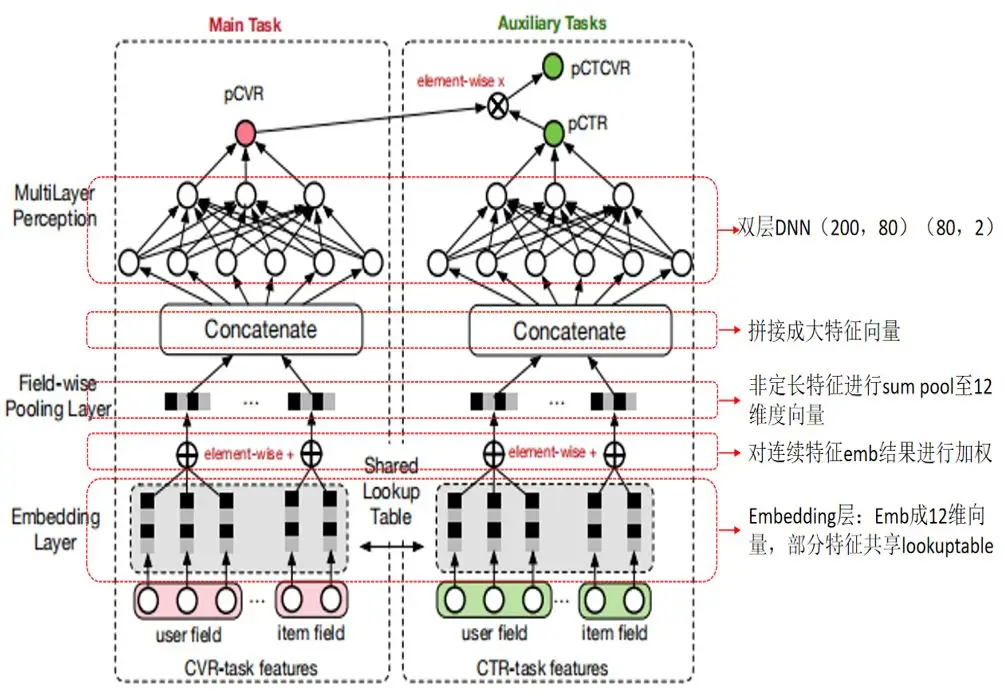 Main Task
Auxiliary Tasks
pCTCVR
element-wise x
pCVR
pCTR
MultiLayer
Perception
双层DNN（200，80）（80，2）
Concatenate
Concatenate
拼接成大特征向量
Field-wise
Pooling Layer
...
...
非定长特征进行sum pool至12
维度向量
element-wise +
element-wise +
对连续特征emb结果进行加权
Shared
Lookup
Table
Embedding
Layer
Embedding层：Emb成12维向
量，部分特征共享lookuptable
...
...
user field
item field
user field
item field
CVR-task features
CTR-task features